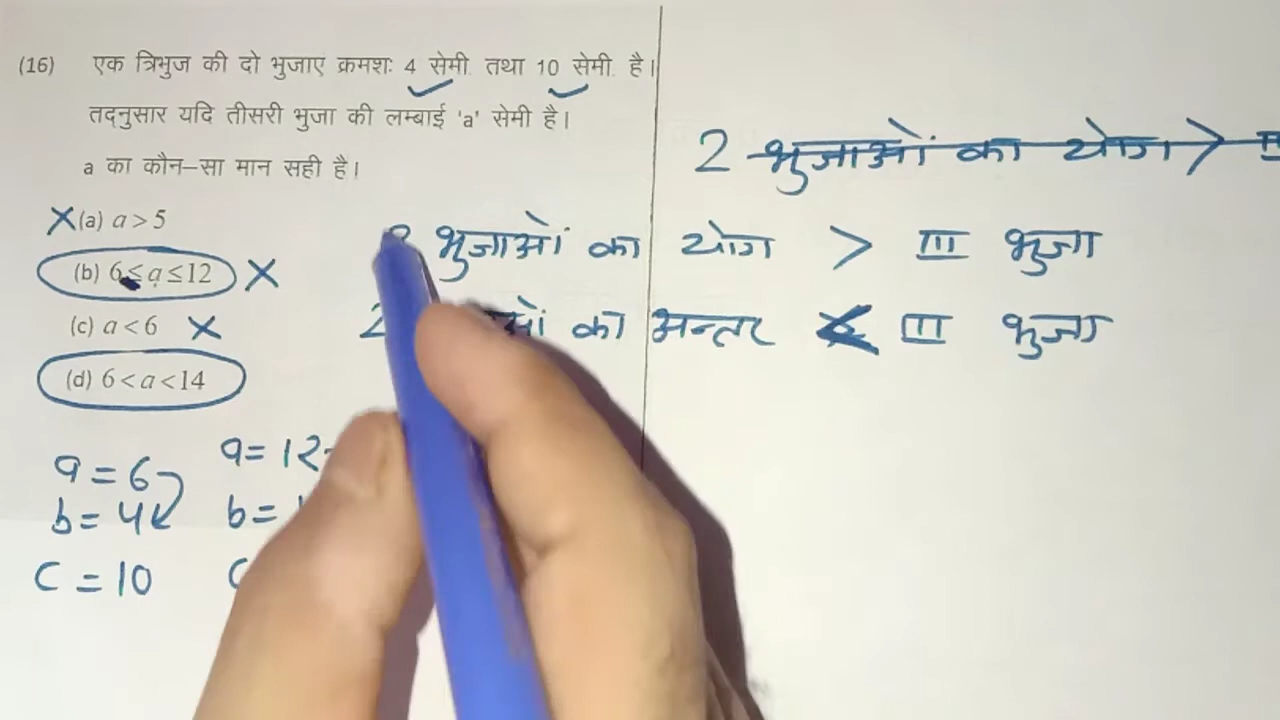 (16) एक त्रिभुज की दो भुजाए क्रमशः 4 सेमी. तथा 10 सेमी. है।
तद्नुसार यदि तीसरी भुजा की लम्बाई 'a' सेमी है।
a का कौन–सा मान सही है।
(a) a > 5
(b) 6 ≤ a ≤ 12
(c) a < 6
(d) 6 < a < 14
2 भुजाओं का योग >
भुजाओं का योग > III भुजा
2 का अन्तर < III भुजा
a = 6
b = 4
c = 10
a = 12
b =